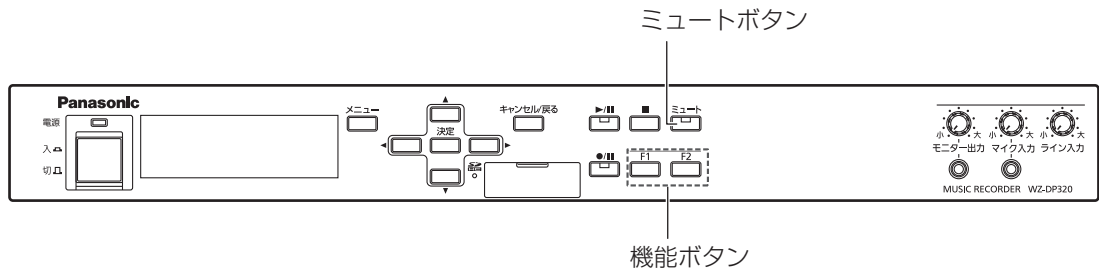 ミュートボタン
Panasonic
電源
入
切
メニュー
決定
キャンセル/戻る
ミュート
F1 F2
小 大 小 大 小 大
モニター出力 マイク入力 ライン入力
MUSIC RECORDER WZ-DP320
機能ボタン